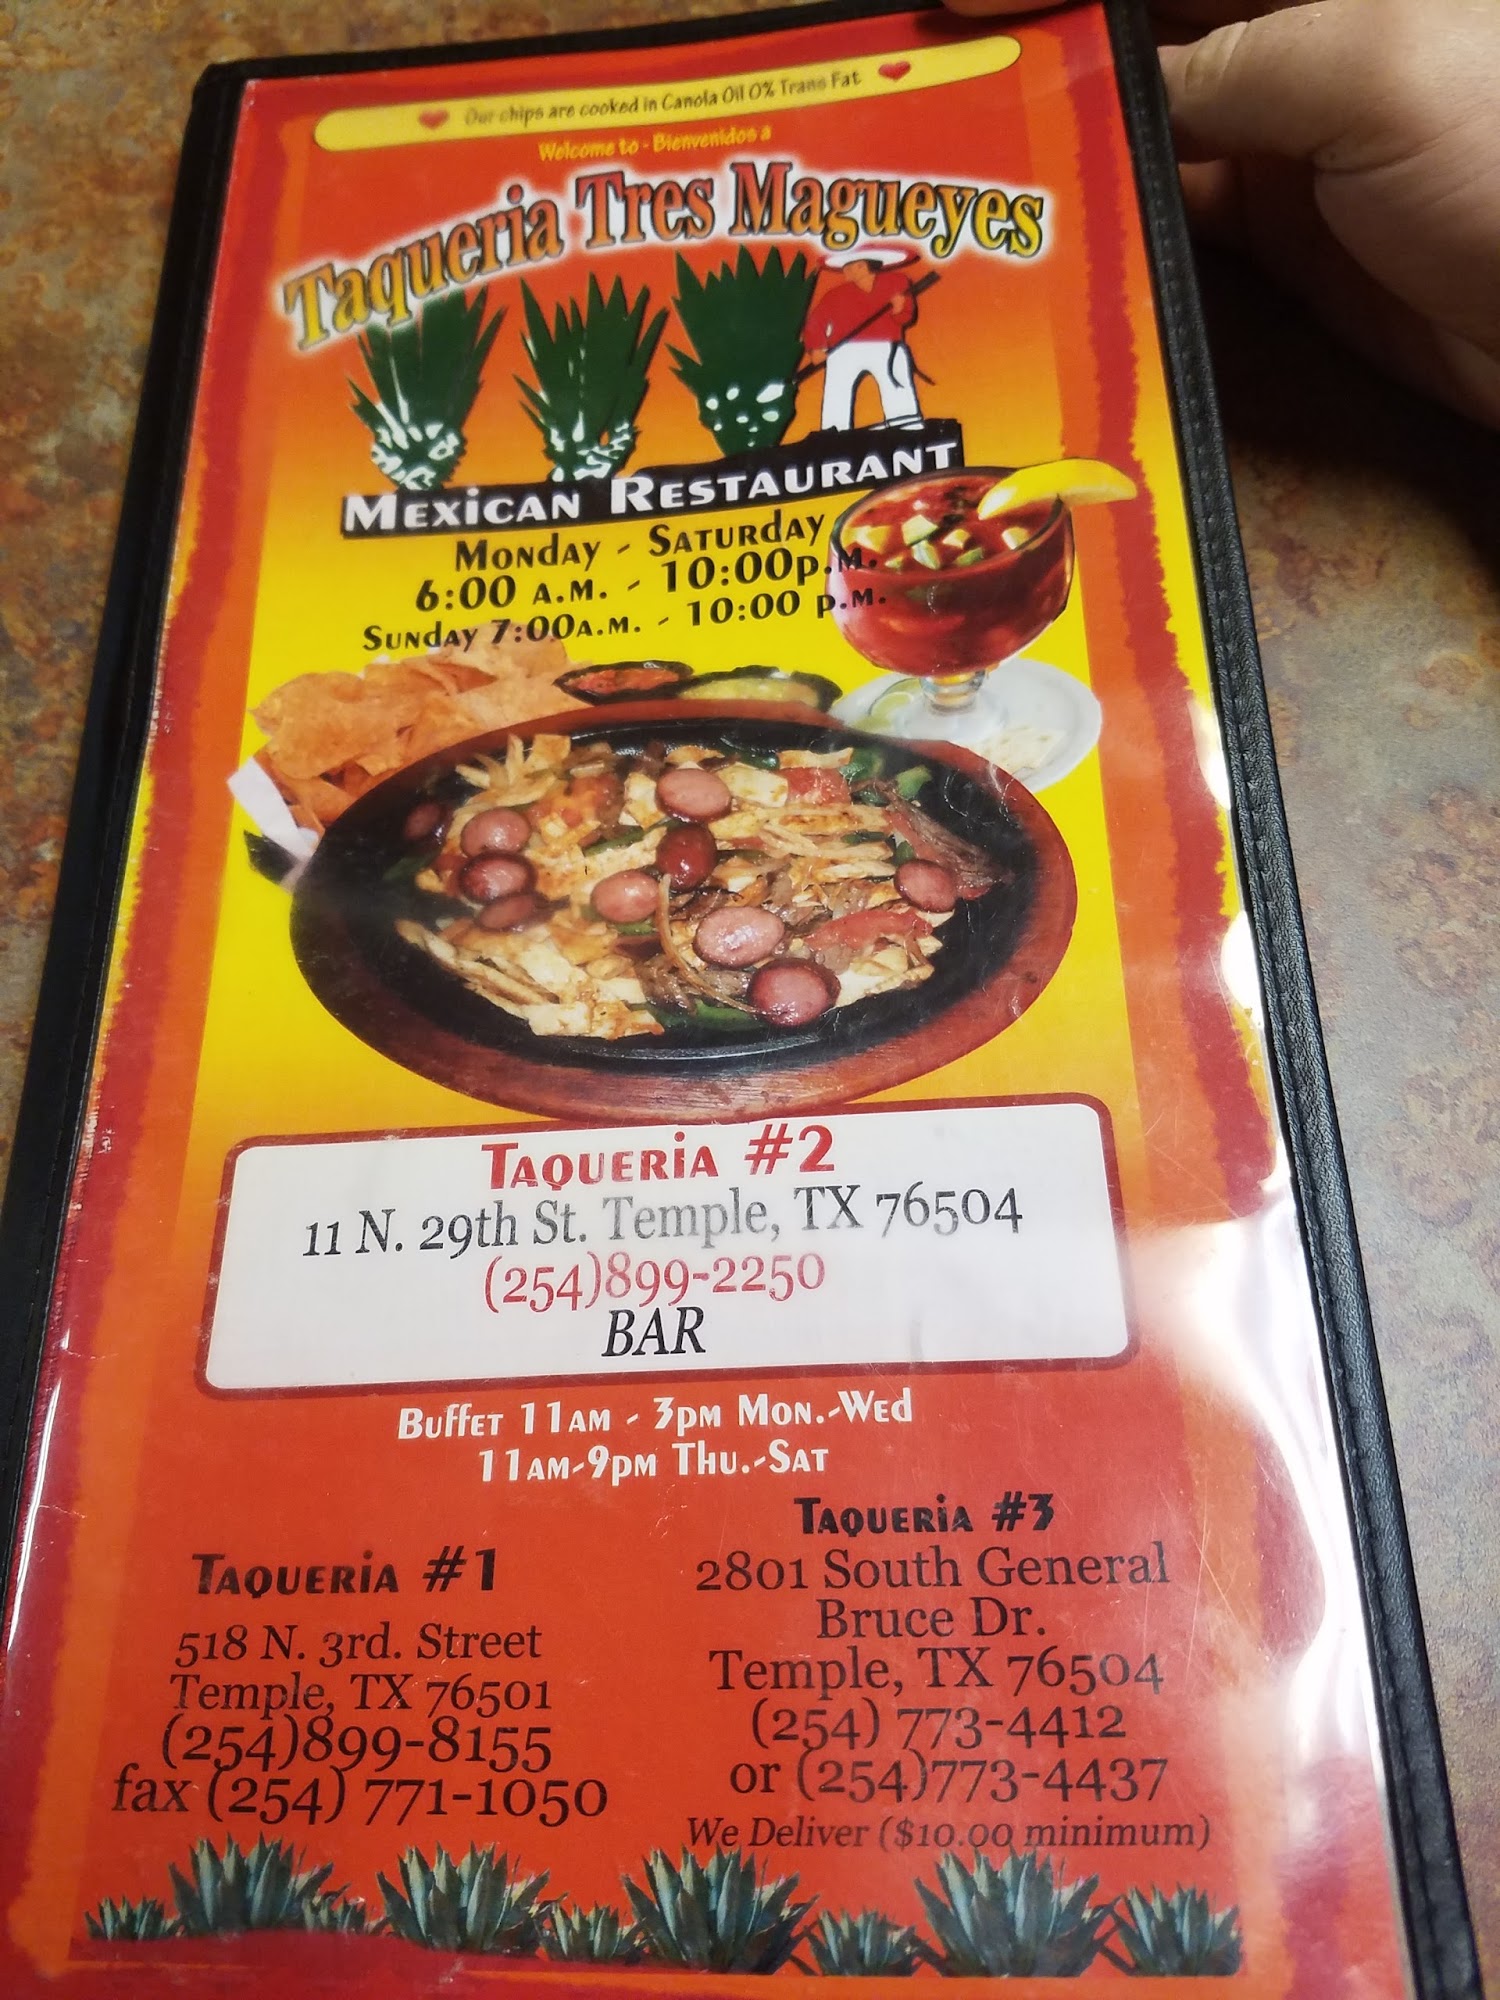 Our chips are cooked in Canola Oil 0% Trans Fat
Welcome to - Bienvenidos a
Taqueria Tres Magueyes
Mexican Restaurant
Monday - Saturday
6:00 a.m. - 10:00p.m.
Sunday 7:00a.m. - 10:00 p.m.
Taqueria #2
11 N. 29th St. Temple, TX 76504
(254)899-2250
BAR
Buffet 11am - 3pm Mon.-Wed
11am-9pm Thu.-Sat
Taqueria #1
518 N. 3rd. Street
Temple, TX 76501
(254)899-8155
fax (254) 771-1050
Taqueria #3
2801 South General
Bruce Dr.
Temple, TX 76504
(254) 773-4412
or (254)773-4437
We Deliver ($10.00 minimum)